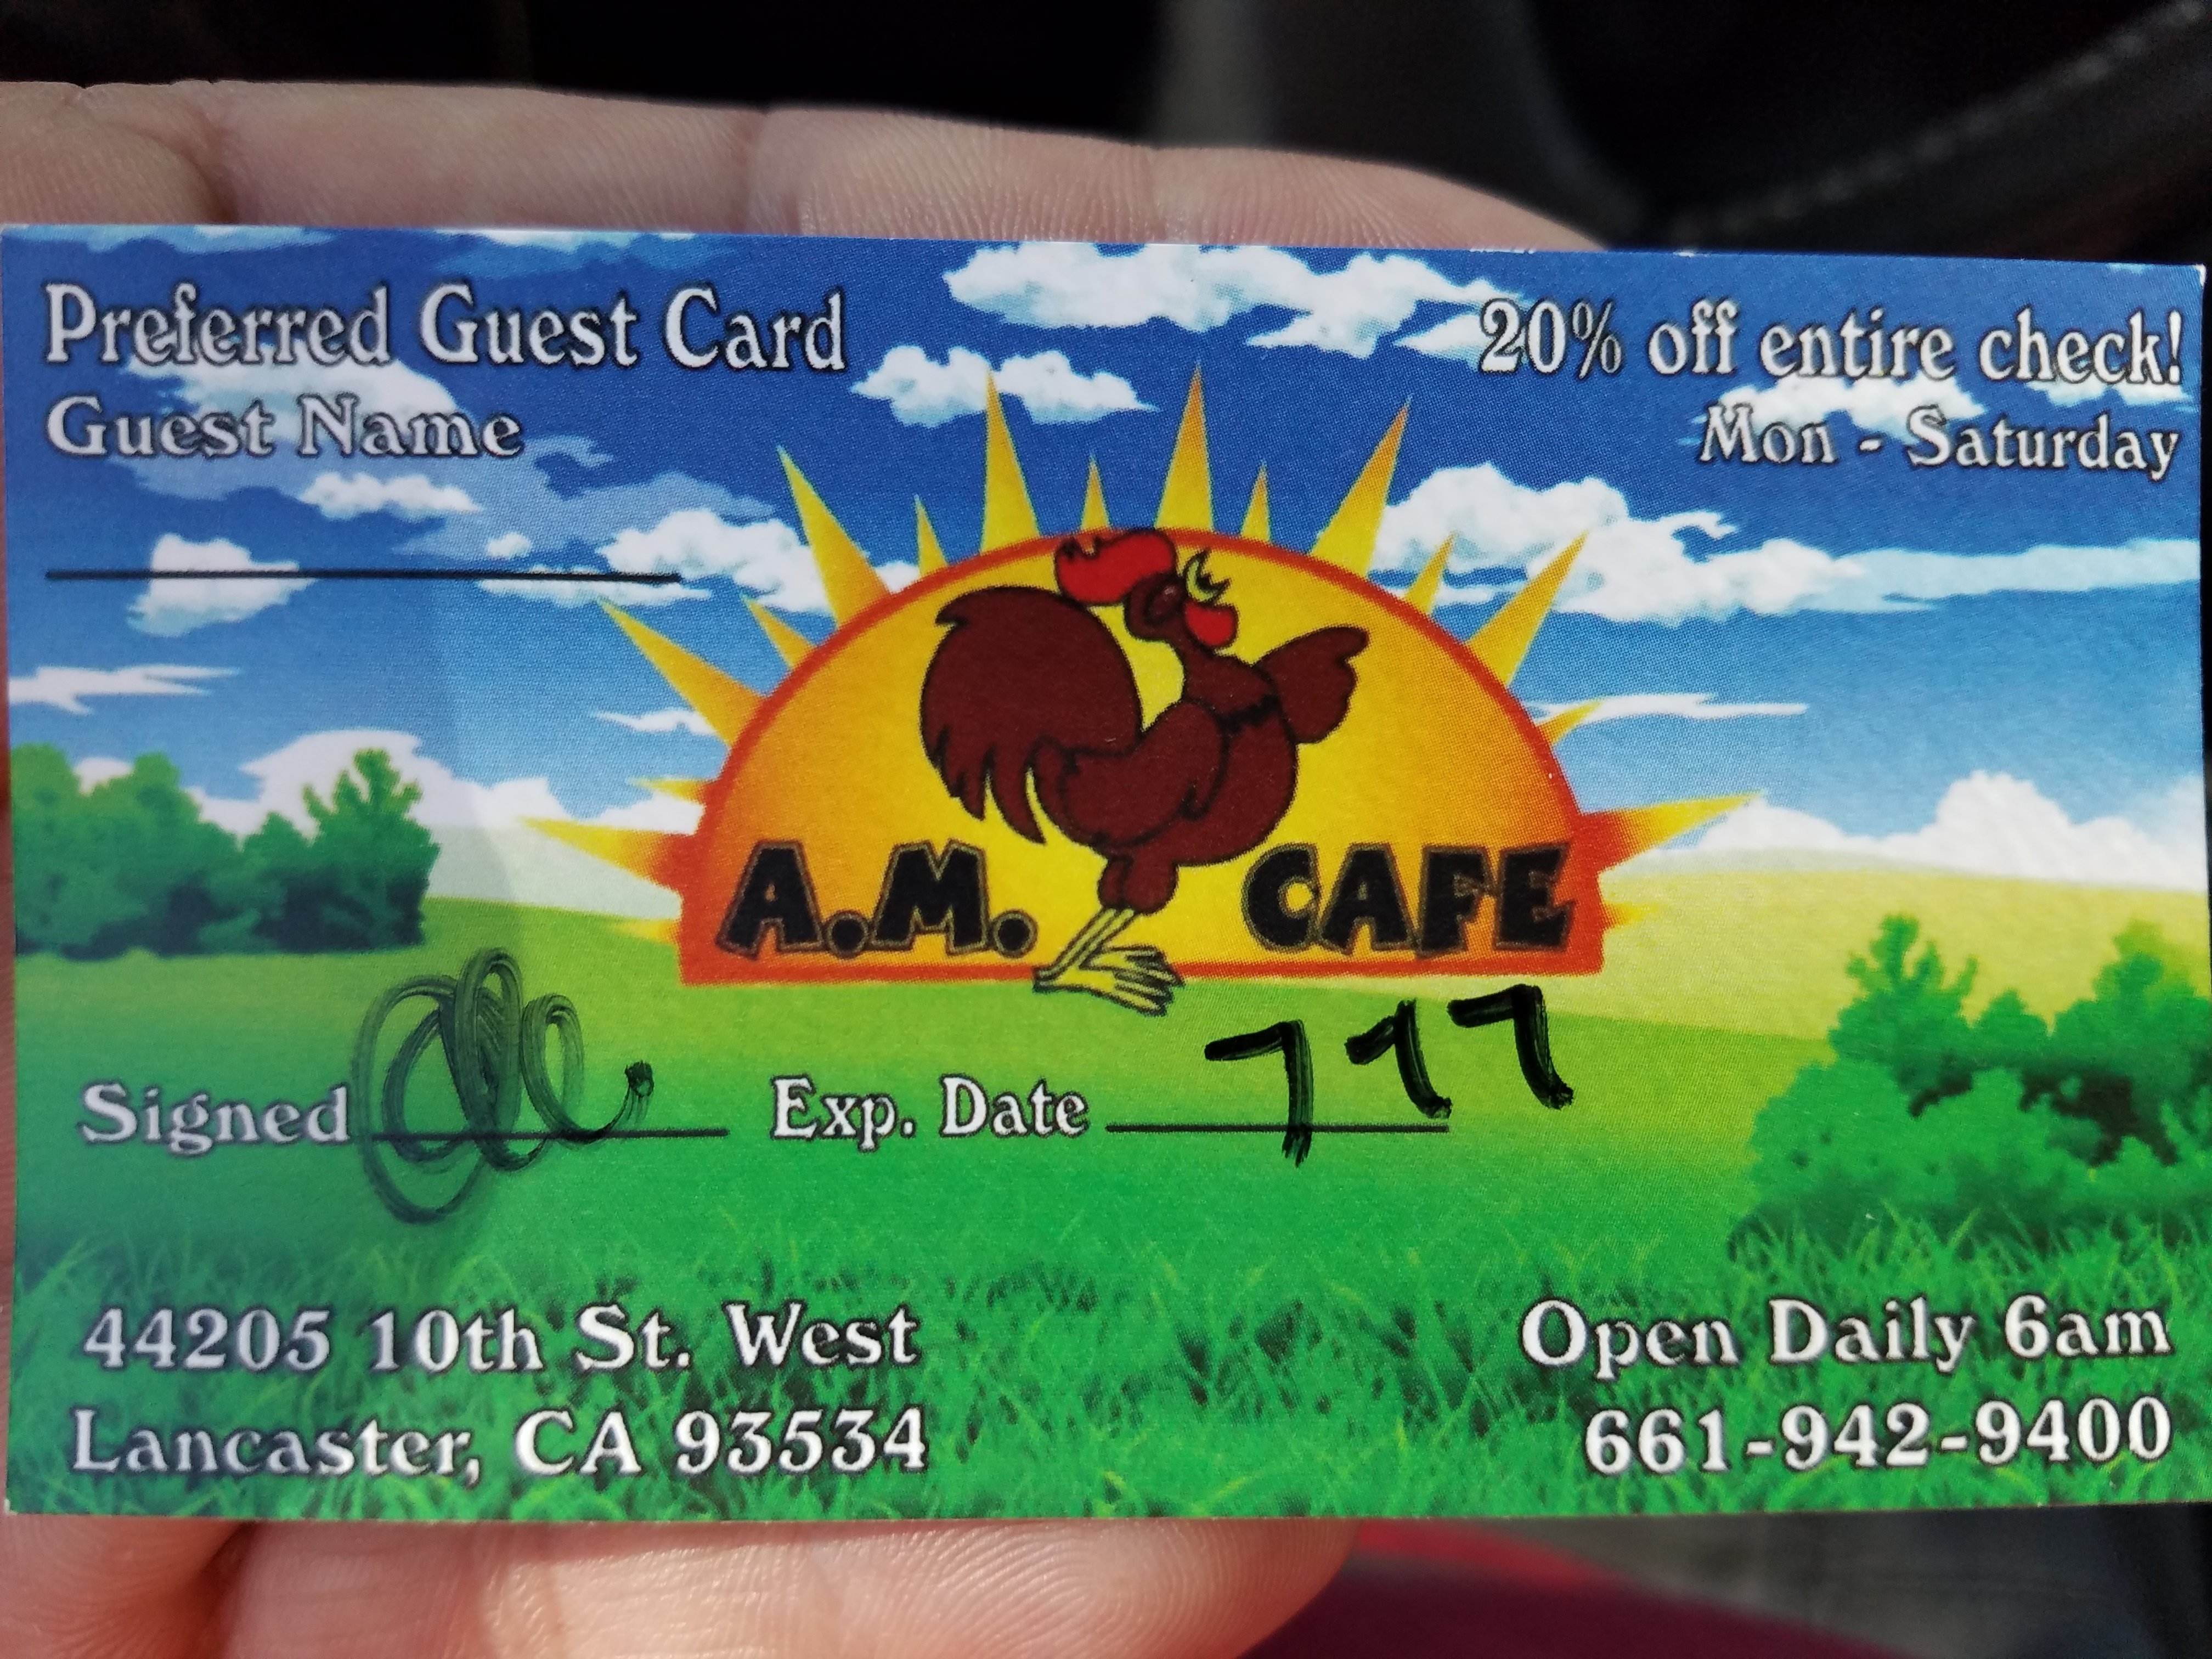 Preferred Guest Card
Guest Name
20% off entire check!
Mon - Saturday
A.M. CAFE
Signed
Exp. Date
44205 10th St. West
Lancaster, CA 93534
Open Daily 6am
661-942-9400